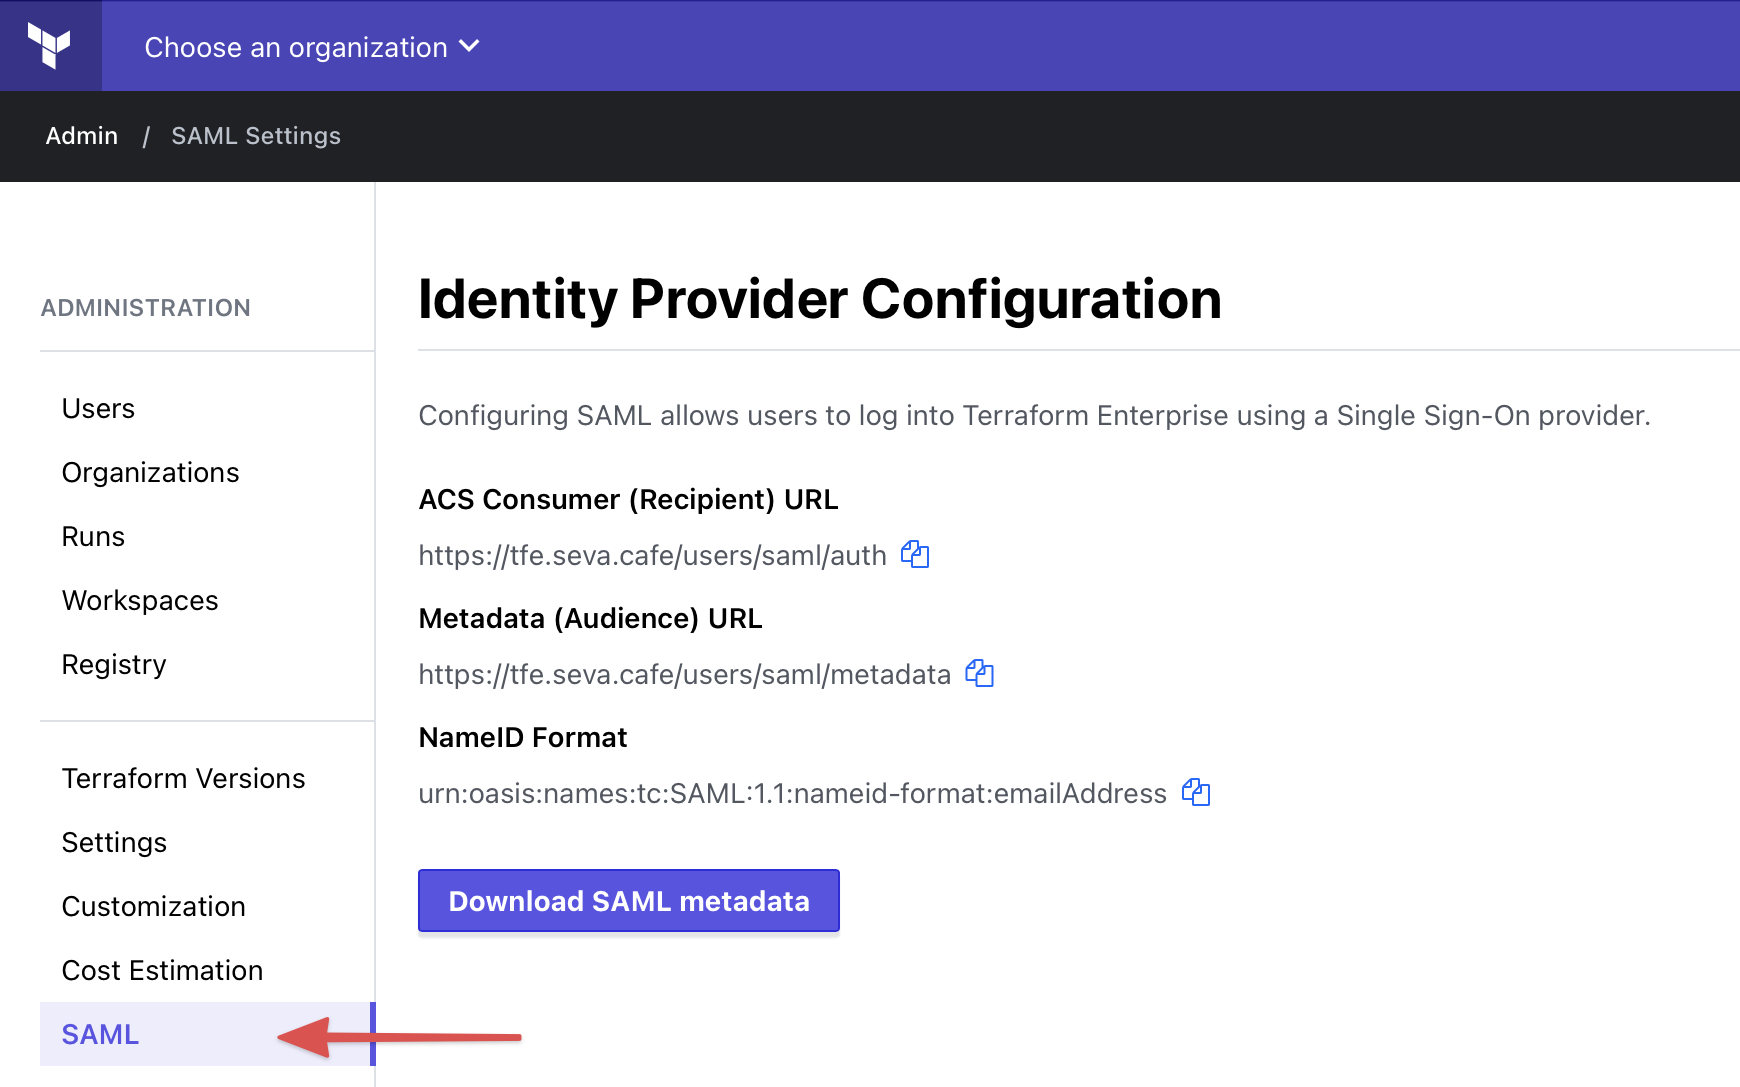 Choose an organization
Admin / SAML Settings
ADMINISTRATION
Users
Organizations
Runs
Workspaces
Registry
Terraform Versions
Settings
Customization
Cost Estimation
SAML
Identity Provider Configuration
Configuring SAML allows users to log into Terraform Enterprise using a Single Sign-On provider.
ACS Consumer (Recipient) URL
https://tfe.seva.cafe/users/saml/auth
Metadata (Audience) URL
https://tfe.seva.cafe/users/saml/metadata
NameID Format
urn:oasis:names:tc:SAML:1.1:nameid-format:emailAddress
Download SAML metadata